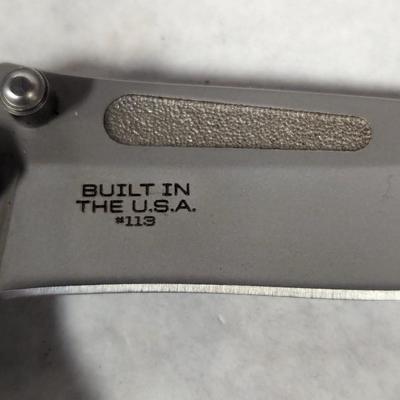 BUILT IN
THE U.S.A.
#113